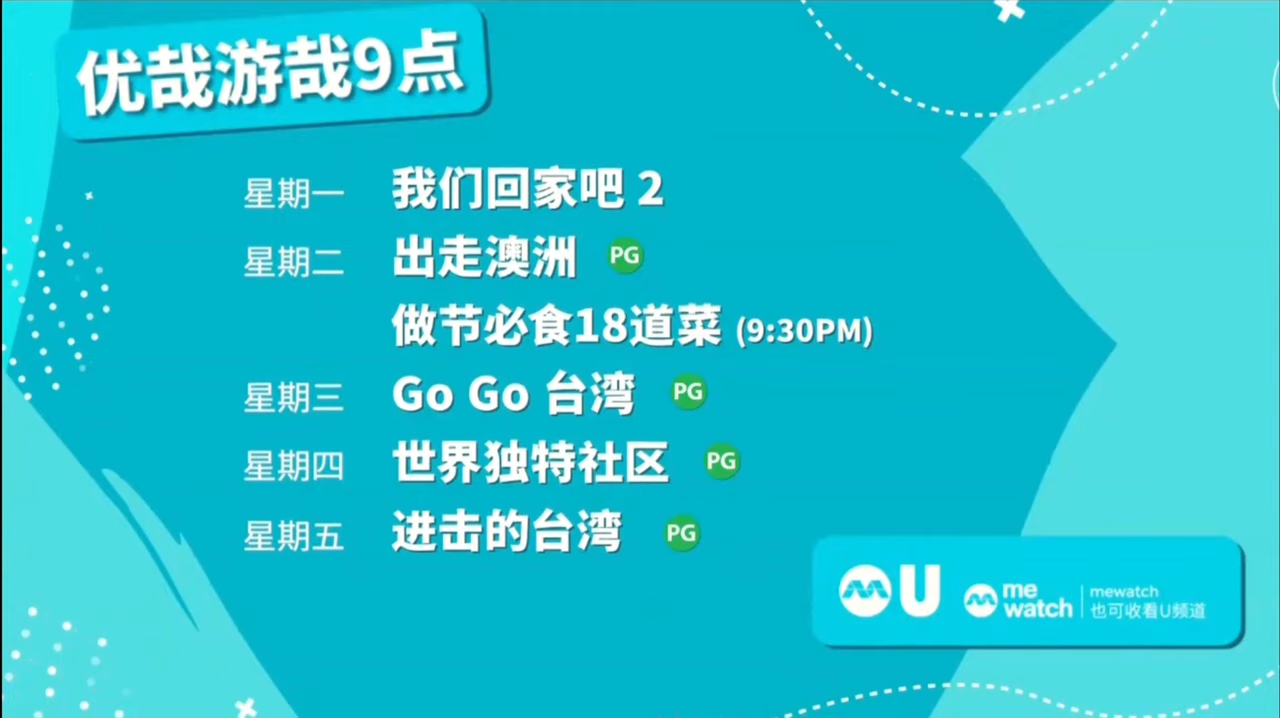 优哉游哉9点
星期一 我们回家吧 2
星期二 出走澳洲 PG
做节必食18道菜 (9:30PM)
星期三 Go Go 台湾 PG
星期四 世界独特社区 PG
星期五 进击的台湾 PG
U
me watch
mewatch
也可收看U频道